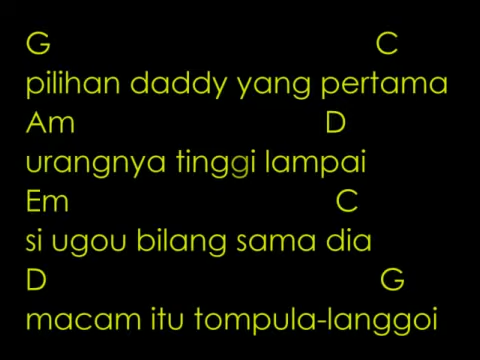 G C
pilihan daddy yang pertama
Am D
urangnya tinggi lampai
Em C
si ugou bilang sama dia
D G
macam itu tompula-langgoi